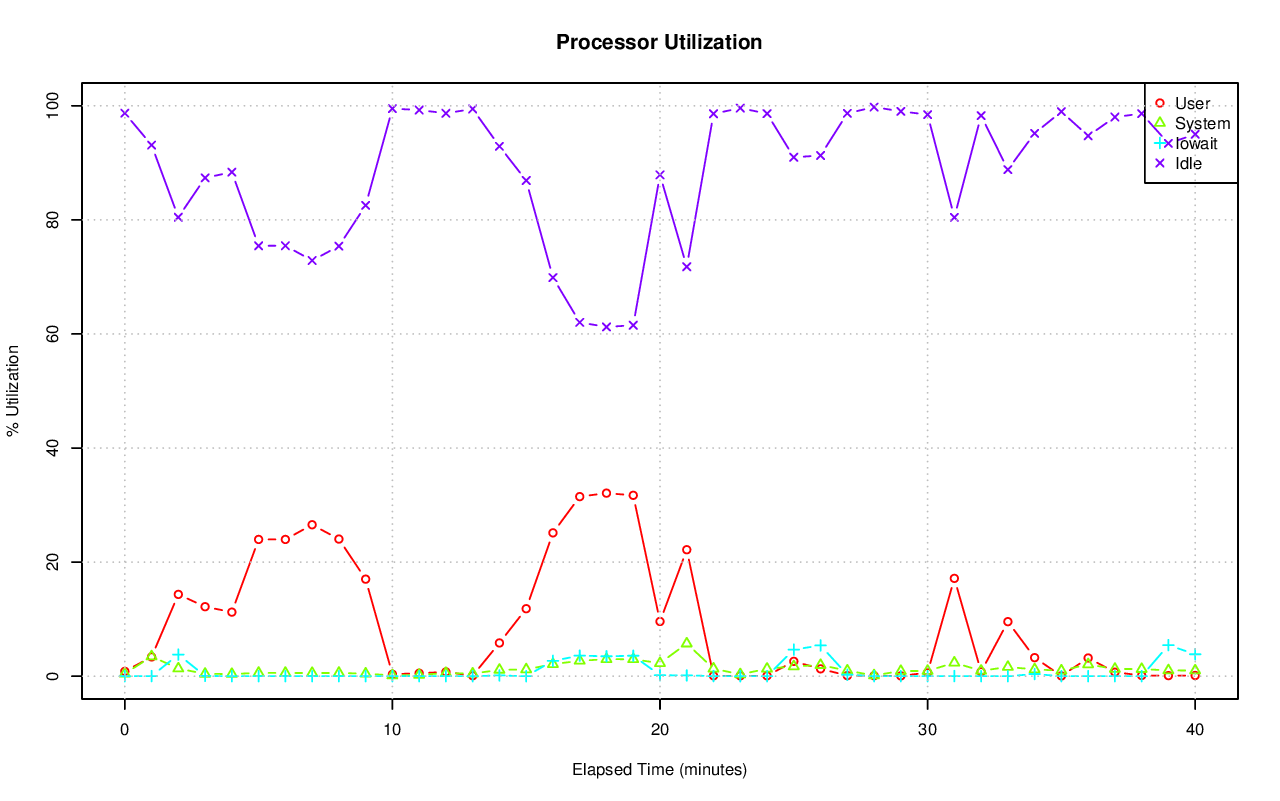 Processor Utilization
100
80
60
40
20
0
% Utilization
User
System
Iowait
Idle
0 10 20 30 40
Elapsed Time (minutes)